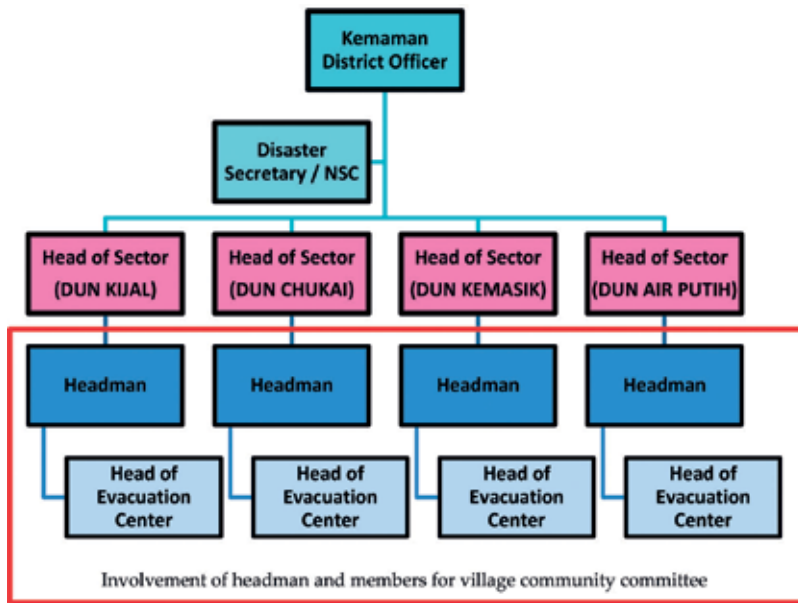 Kemaman
District Officer
Disaster
Secretary / NSC
Head of Sector
(DUN KIJAL)
Head of Sector
(DUN CHUKAI)
Head of Sector
(DUN KEMASIK)
Head of Sector
(DUN AIR PUTIH)
Headman
Headman
Headman
Headman
Head of
Evacuation
Center
Head of
Evacuation
Center
Head of
Evacuation
Center
Head of
Evacuation
Center
Involvement of headman and members for village community committee